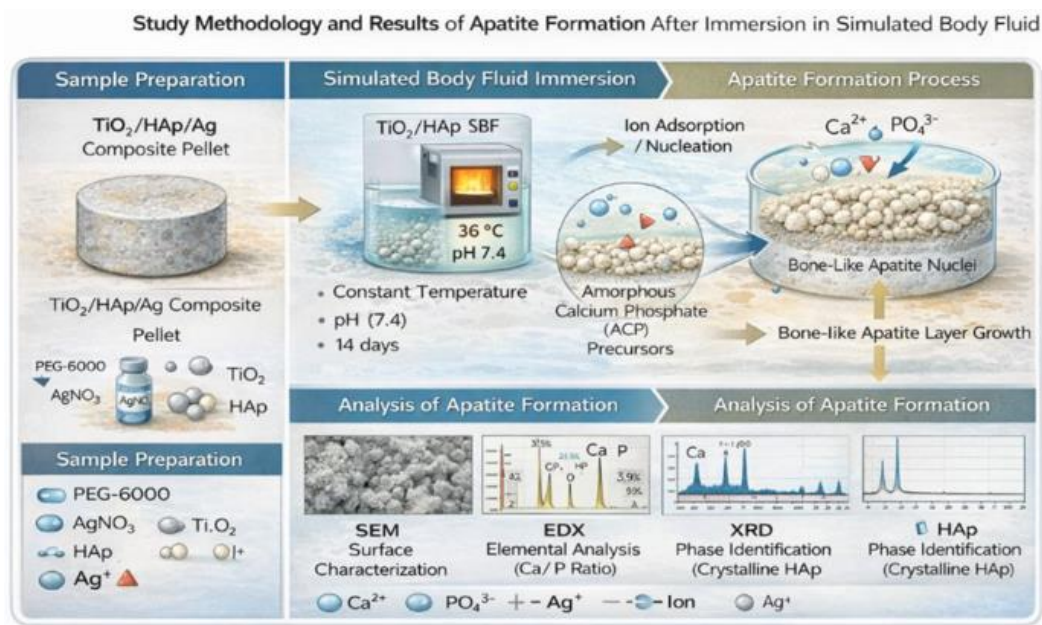 Study Methodology and Results of Apatite Formation After Immersion in Simulated Body Fluid
Sample Preparation
TiO₂/HAp/Ag
Composite Pellet
TiO₂/HAp/Ag Composite
Pellet
PEG-6000
AgNO₃
AgNO
TiO₂
HAp
Sample Preparation
PEG-6000
AgNO₃
Ti.O₂
HAp
Ag⁺
Simulated Body Fluid Immersion
TiO₂/HAp SBF
36 °C
pH 7.4
• Constant Temperature
• pH (7.4)
• 14 days
Ion Adsorption
/ Nucleation
Amorphous
Calcium Phosphate
(ACP)
Precursors
Apatite Formation Process
Ca²⁺
PO₄³⁻
Bone-Like Apatite Nuclei
Bone-like Apatite Layer Growth
Analysis of Apatite Formation
Analysis of Apatite Formation
SEM
Surface
Characterization
Ca P
O
3,9%
EDX
Elemental Analysis
(Ca/P Ratio)
Ca
XRD
Phase Identification
(Crystalline HAp
HAp
Phase Identification
(Crystalline HAp)
Ca²⁺ PO₄³⁻ + - Ag⁺ Ion Ag⁺